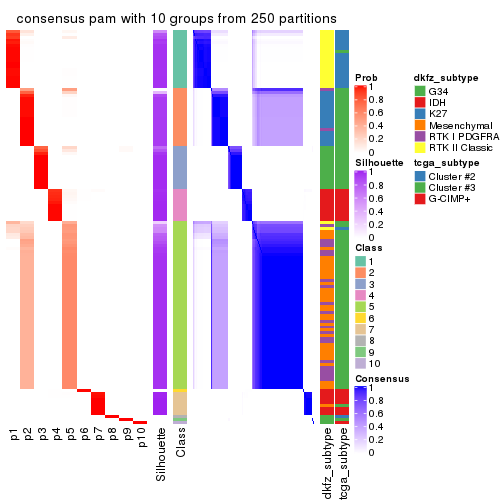 consensus pam with 10 groups from 250 partitions
Prob
1
0.8
0.6
0.4
0.2
0
Silhouette
1
0.8
0.6
0.4
0.2
0
Class
1
2
3
4
5
6
7
8
9
10
Consensus
1
0.8
0.6
0.4
0.2
0
dkfz_subtype
G34
IDH
K27
Mesenchymal
RTK I PDGFRA
RTK II Classic
tcga_subtype
Cluster #2
Cluster #3
G-CIMP+
p1
p2
p3
p4
p5
p6
p7
p8
p9
p10
Silhouette
Class
dkfz_subtype
tcga_subtype